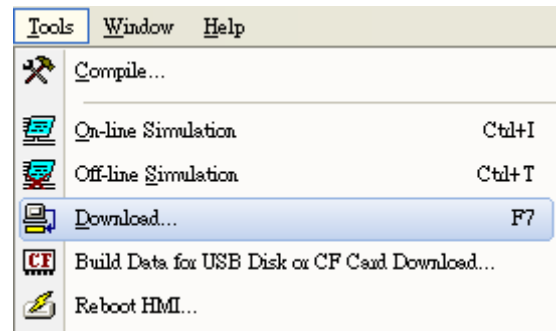 Tools Window Help
Compile...
On-line Simulation Ctrl+I
Off-line Simulation Ctrl+T
Download... F7
CF Build Data for USB Disk or CF Card Download...
Reboot HMI...